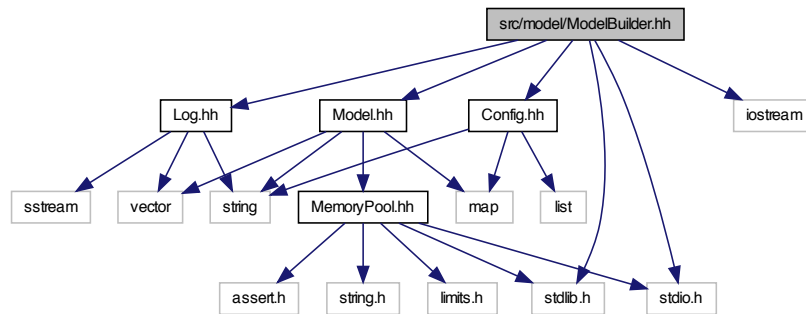 src/model/ModelBuilder.hh
Log.hh
Model.hh
Config.hh
iostream
sstream
vector
string
MemoryPool.hh
map
list
assert.h
string.h
limits.h
stdlib.h
stdio.h